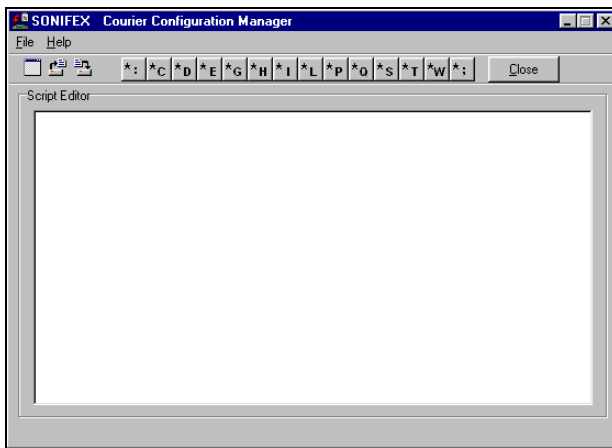 SONIFEX Courier Configuration Manager
File Help
*: *C *D *E *G *H *I *L *P *Q *S *T *W *; Close
Script Editor